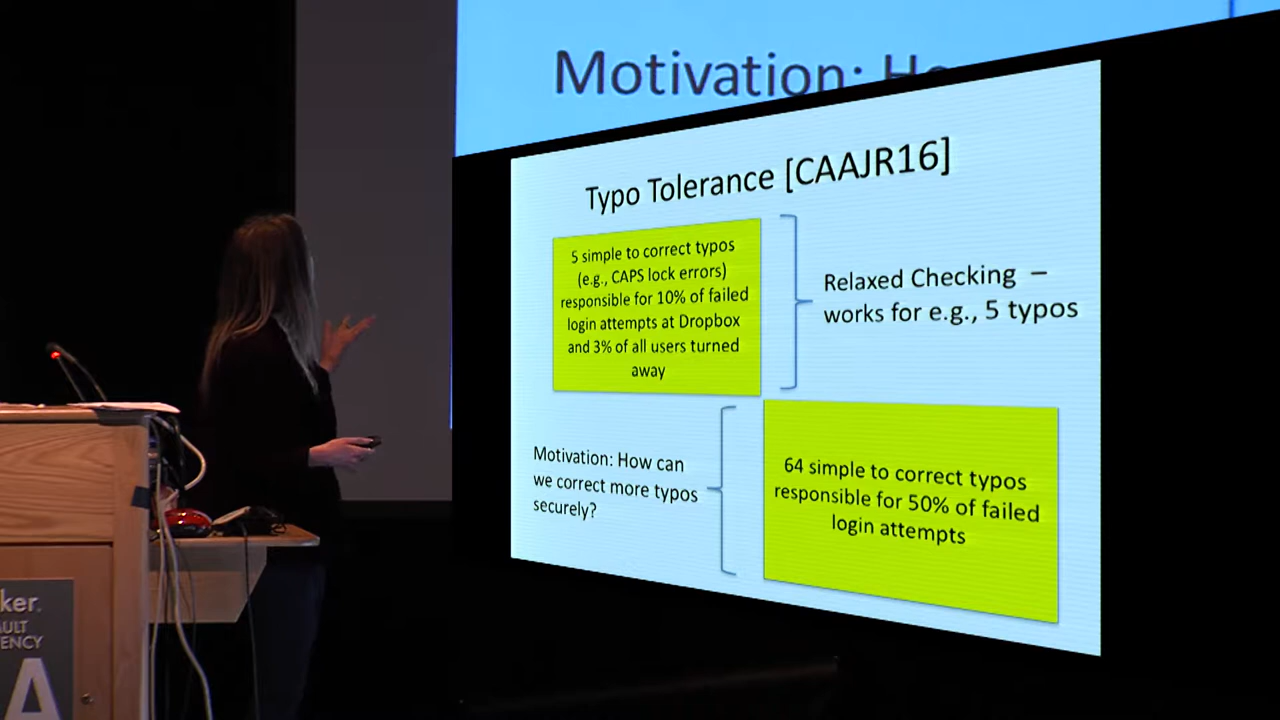 Motivation:
Typo Tolerance [CAAJR16]
5 simple to correct typos
(e.g., CAPS lock errors)
responsible for 10% of failed
login attempts at Dropbox
and 3% of all users turned
away
Relaxed Checking –
works for e.g., 5 typos
Motivation: How can
we correct more typos
securely?
64 simple to correct typos
responsible for 50% of failed
login attempts
ker.
AULT
ENCY
A